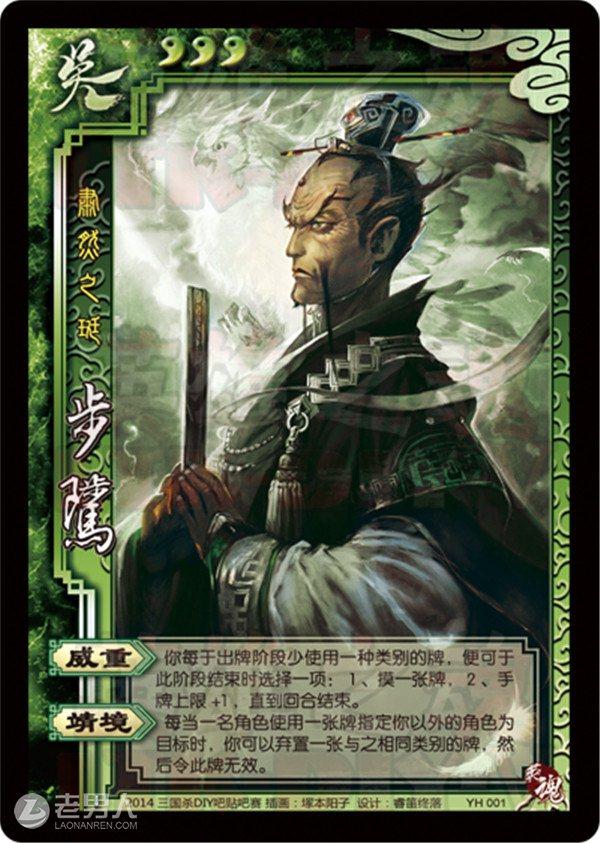 吴
肅然之
步騭
威重
你每于出牌阶段少使用一种类别的牌，便可于
此阶段结束时选择一项：1、摸一张牌，2、手
牌上限 +1，直到回合结束。
靖境
每当一名角色使用一张牌指定你以外的角色为
目标时，你可以弃置一张与之相同类别的牌，然
后令此牌无效。
英魂
2014 三国杀DIY吧贴吧赛 插画：塚本阳子 设计：睿笛终落 YH 001
老男人
LAONANREN.COM